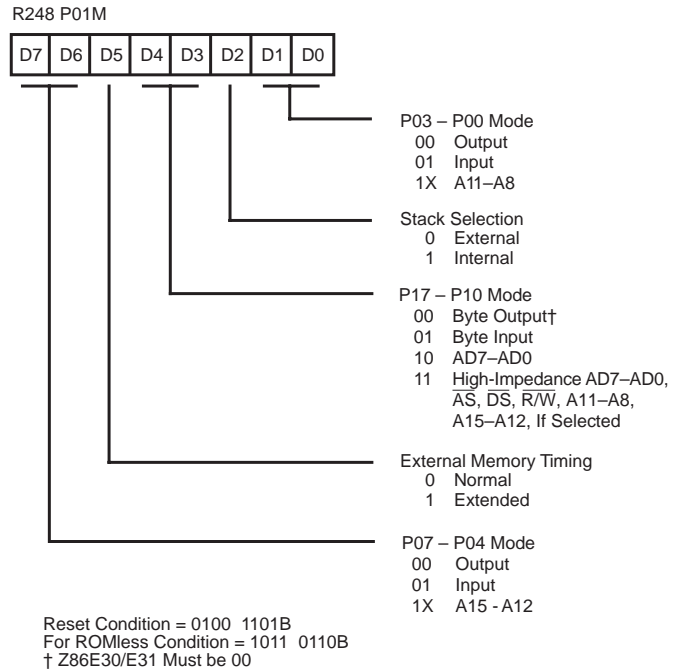 R248 P01M
D7 D6 D5 D4 D3 D2 D1 D0
P03 – P00 Mode
00 Output
01 Input
1X A11–A8
Stack Selection
0 External
1 Internal
P17 – P10 Mode
00 Byte Output†
01 Byte Input
10 AD7–AD0
11 High-Impedance AD7–AD0,
A̅S̅, D̅S̅, R̅/̅W̅, A11–A8,
A15–A12, If Selected
External Memory Timing
0 Normal
1 Extended
P07 – P04 Mode
00 Output
01 Input
1X A15 - A12
Reset Condition = 0100 1101B
For ROMless Condition = 1011 0110B
† Z86E30/E31 Must be 00